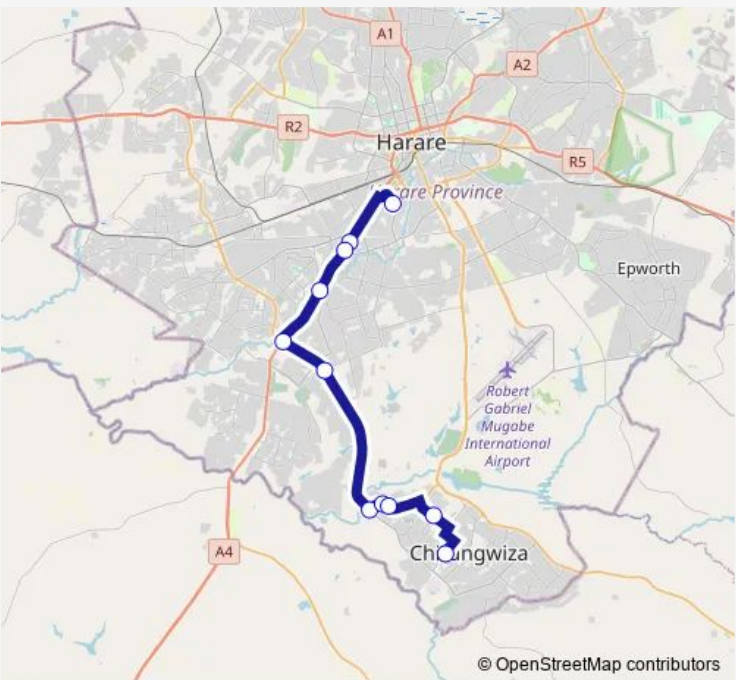 A1
A2
R2
Harare
R5
Harare Province
Epworth
Robert
Gabriel
Mugabe
International
Airport
A4
Chitungwiza
© OpenStreetMap contributors